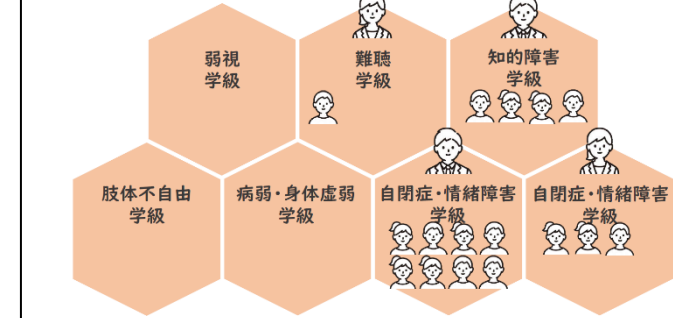 弱視
学級
難聴
学級
知的障害
学級
肢体不自由
学級
病弱・身体虚弱
学級
自閉症・情緒障害
学級
自閉症・情緒障害
学級